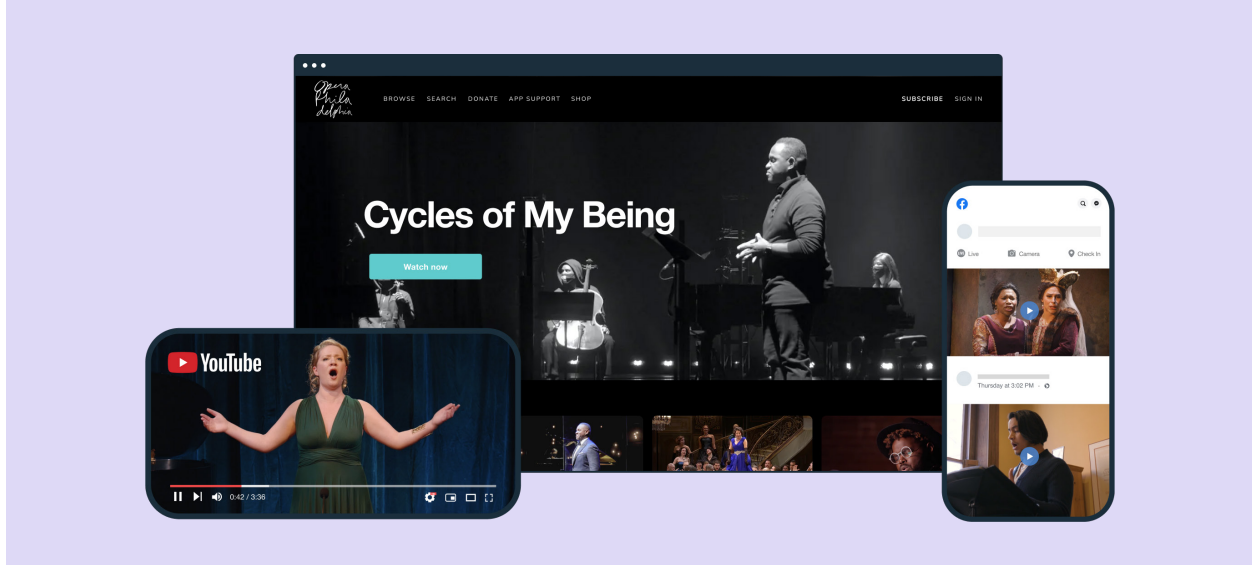 Opera
Phila
delphia
BROWSE SEARCH DONATE APP SUPPORT SHOP
SUBSCRIBE SIGN IN
Cycles of My Being
Watch now
YouTube
0:42 / 3:36
Live Camera Check In
Thursday at 3:02 PM